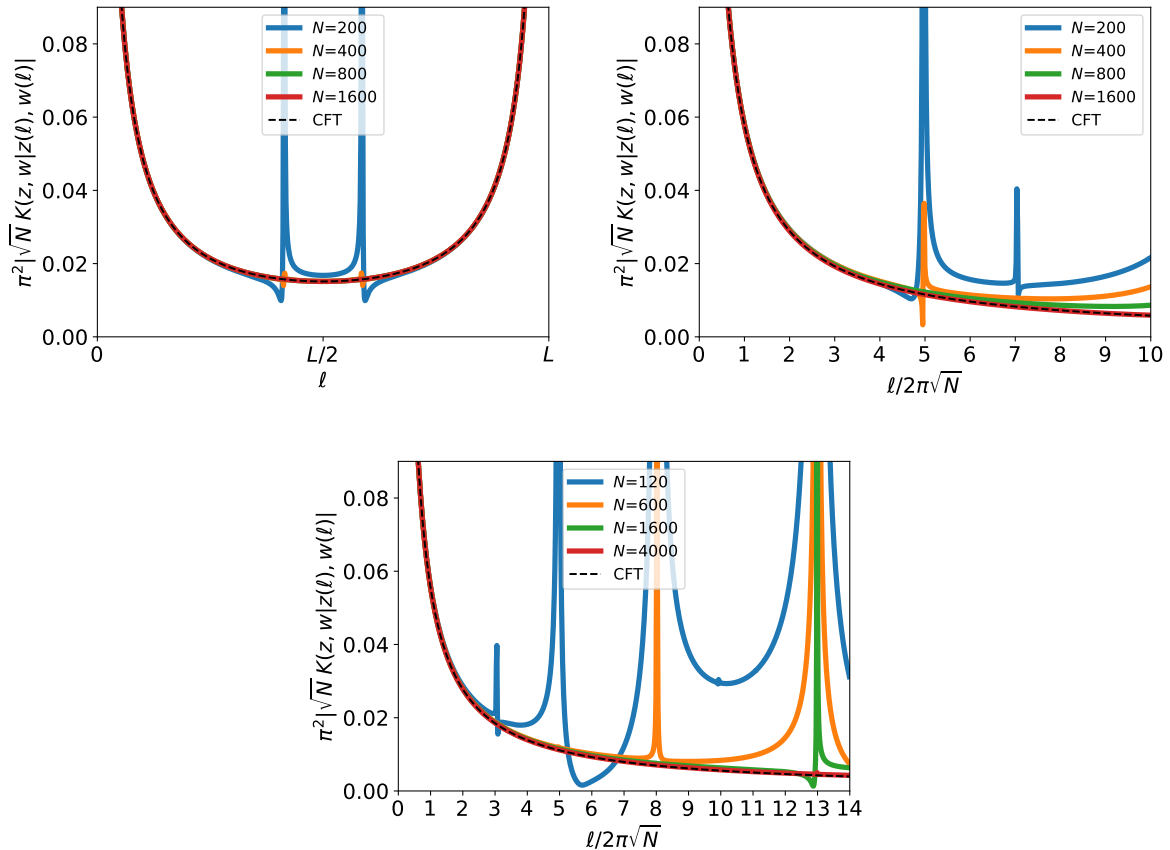 π²|√N K(z, w|z(ℓ), w(ℓ)|
0.08
0.06
0.04
0.02
0.00
N=200
N=400
N=800
N=1600
CFT
0
L/2
L
ℓ
π²|√N K(z, w|z(ℓ), w(ℓ)|
0.08
0.06
0.04
0.02
0.00
N=200
N=400
N=800
N=1600
CFT
0 1 2 3 4 5 6 7 8 9 10
ℓ/2π√N
π²|√N K(z, w|z(ℓ), w(ℓ)|
0.08
0.06
0.04
0.02
0.00
N=120
N=600
N=1600
N=4000
CFT
0 1 2 3 4 5 6 7 8 9 10 11 12 13 14
ℓ/2π√N